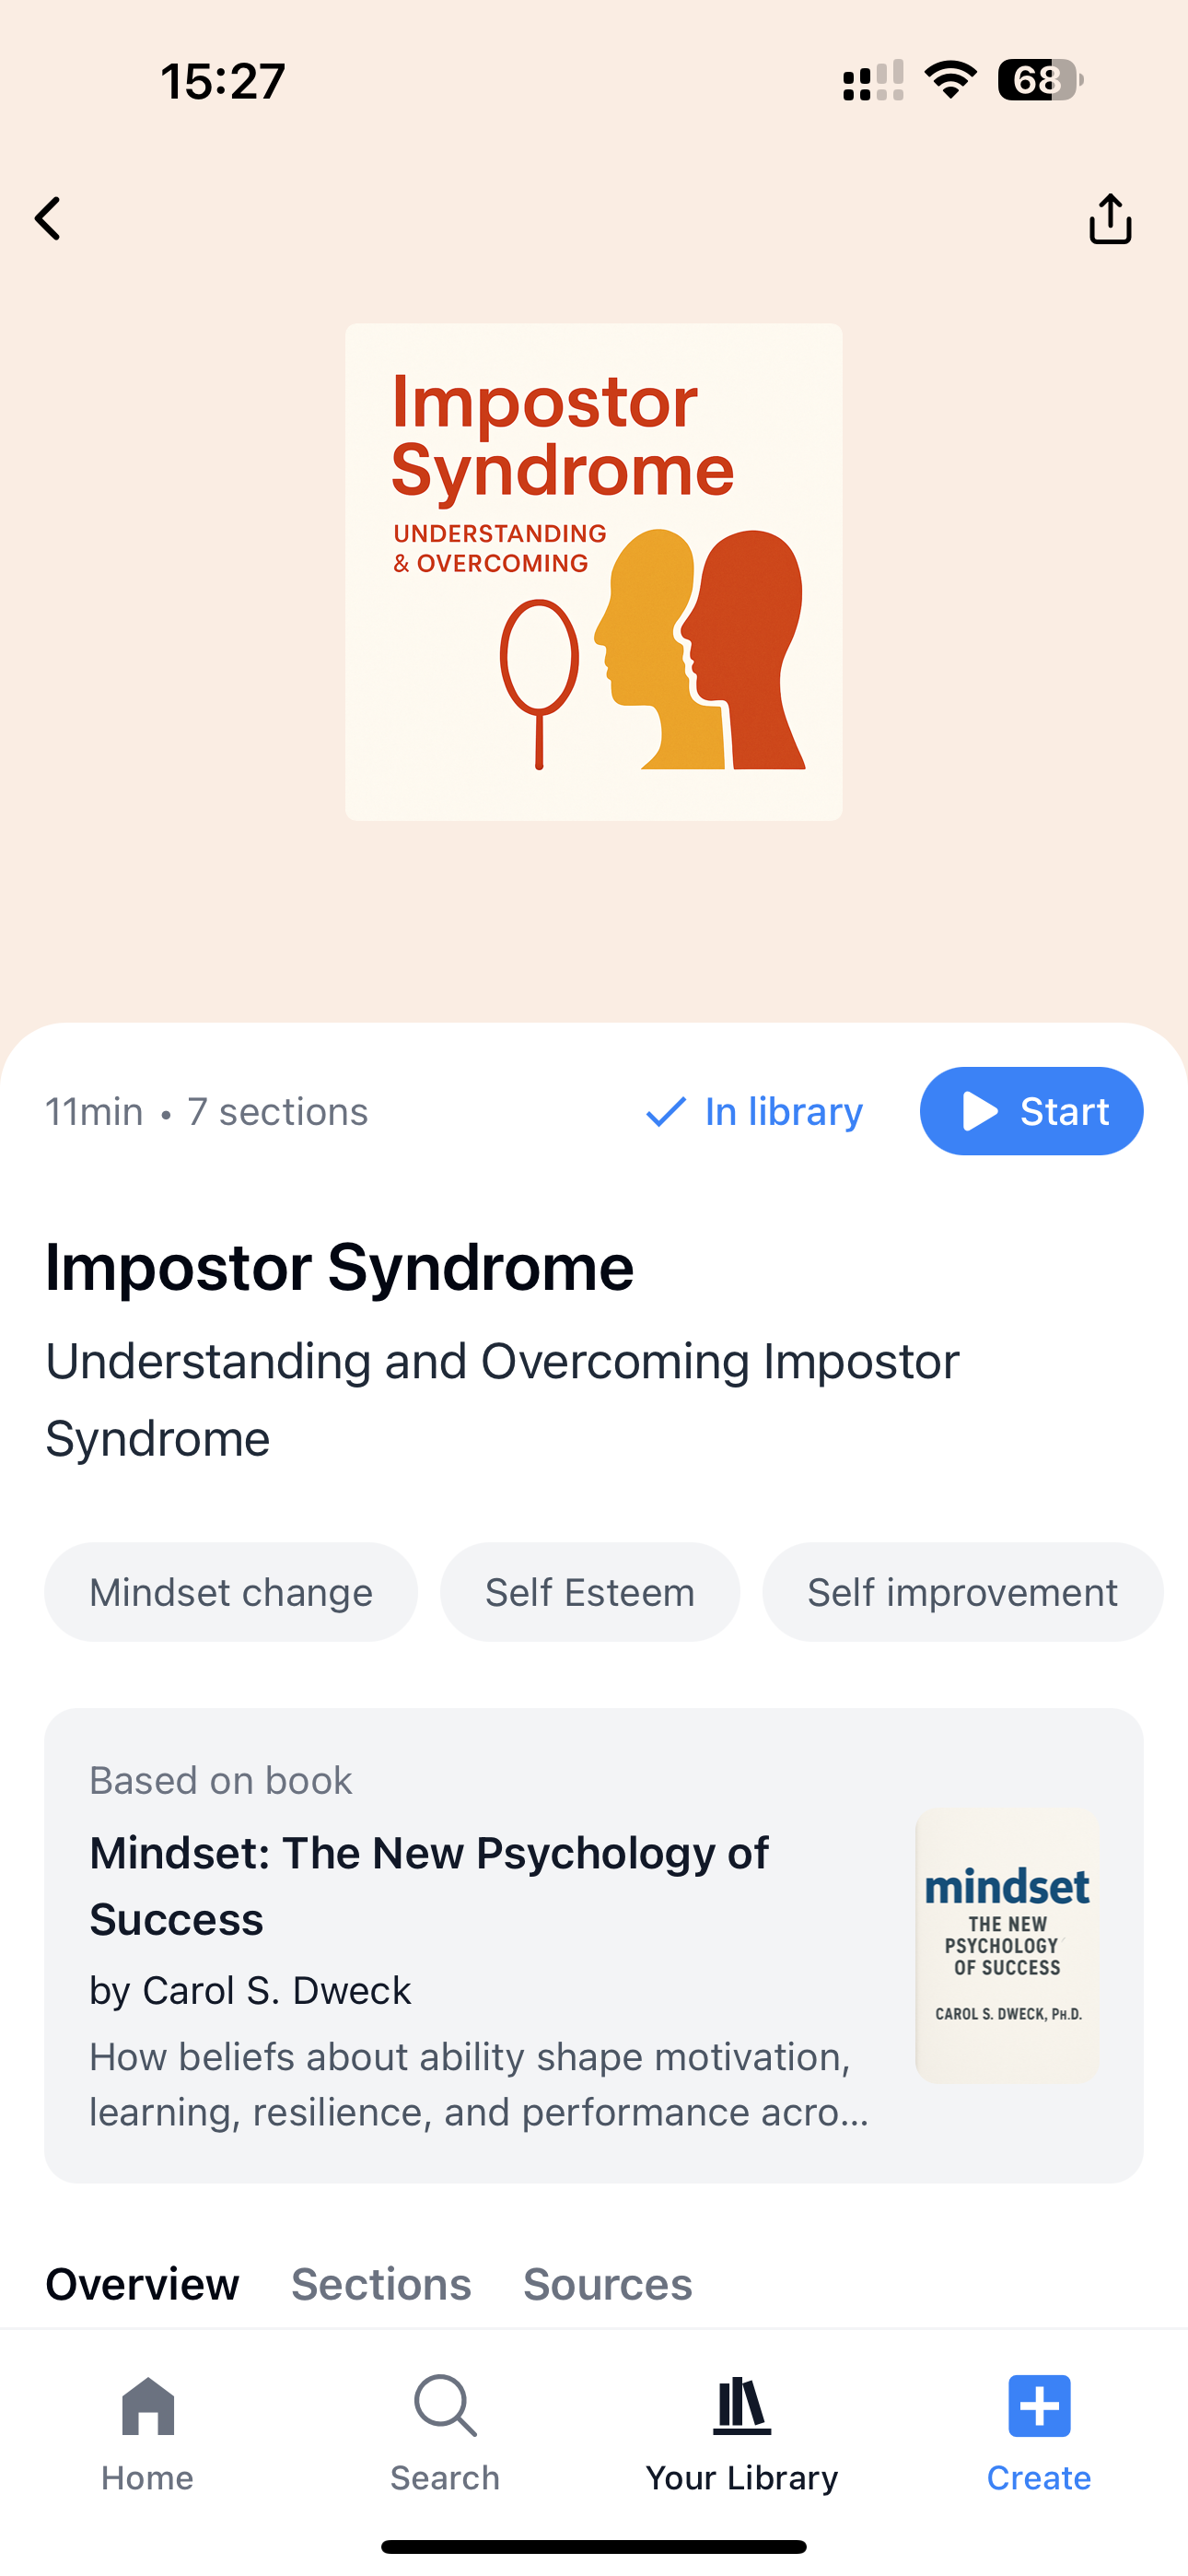 15:27
68
Impostor
Syndrome
UNDERSTANDING
& OVERCOMING
11min • 7 sections
In library
Start
Impostor Syndrome
Understanding and Overcoming Impostor
Syndrome
Mindset change
Self Esteem
Self improvement
Based on book
Mindset: The New Psychology of
Success
by Carol S. Dweck
How beliefs about ability shape motivation,
learning, resilience, and performance acro...
mindset
THE NEW
PSYCHOLOGY
OF SUCCESS
CAROL S. DWECK, PH.D.
Overview
Sections
Sources
Home
Search
Your Library
Create